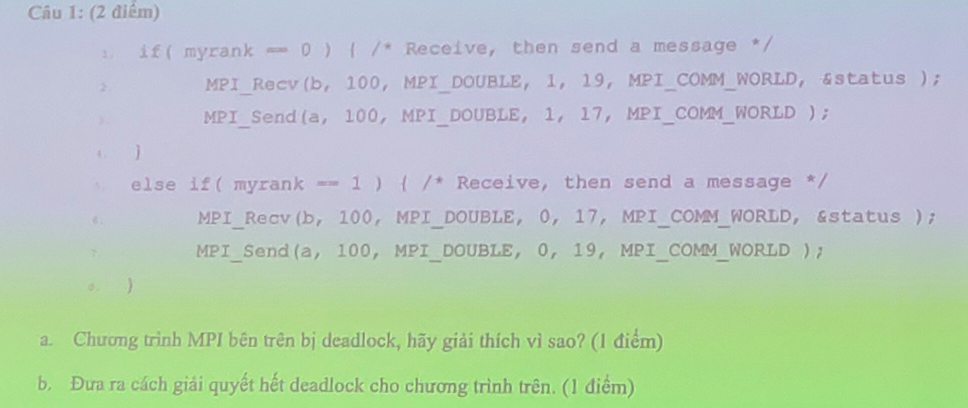 Câu 1: (2 điểm)
1. if( myrank == 0 ) { /* Receive, then send a message */
2. MPI_Recv(b, 100, MPI_DOUBLE, 1, 19, MPI_COMM_WORLD, &status );
3. MPI_Send(a, 100, MPI_DOUBLE, 1, 17, MPI_COMM_WORLD );
4. }
5. else if( myrank == 1 ) { /* Receive, then send a message */
6. MPI_Recv(b, 100, MPI_DOUBLE, 0, 17, MPI_COMM_WORLD, &status );
7. MPI_Send(a, 100, MPI_DOUBLE, 0, 19, MPI_COMM_WORLD );
8. }
a. Chương trình MPI bên trên bị deadlock, hãy giải thích vì sao? (1 điểm)
b. Đưa ra cách giải quyết hết deadlock cho chương trình trên. (1 điểm)